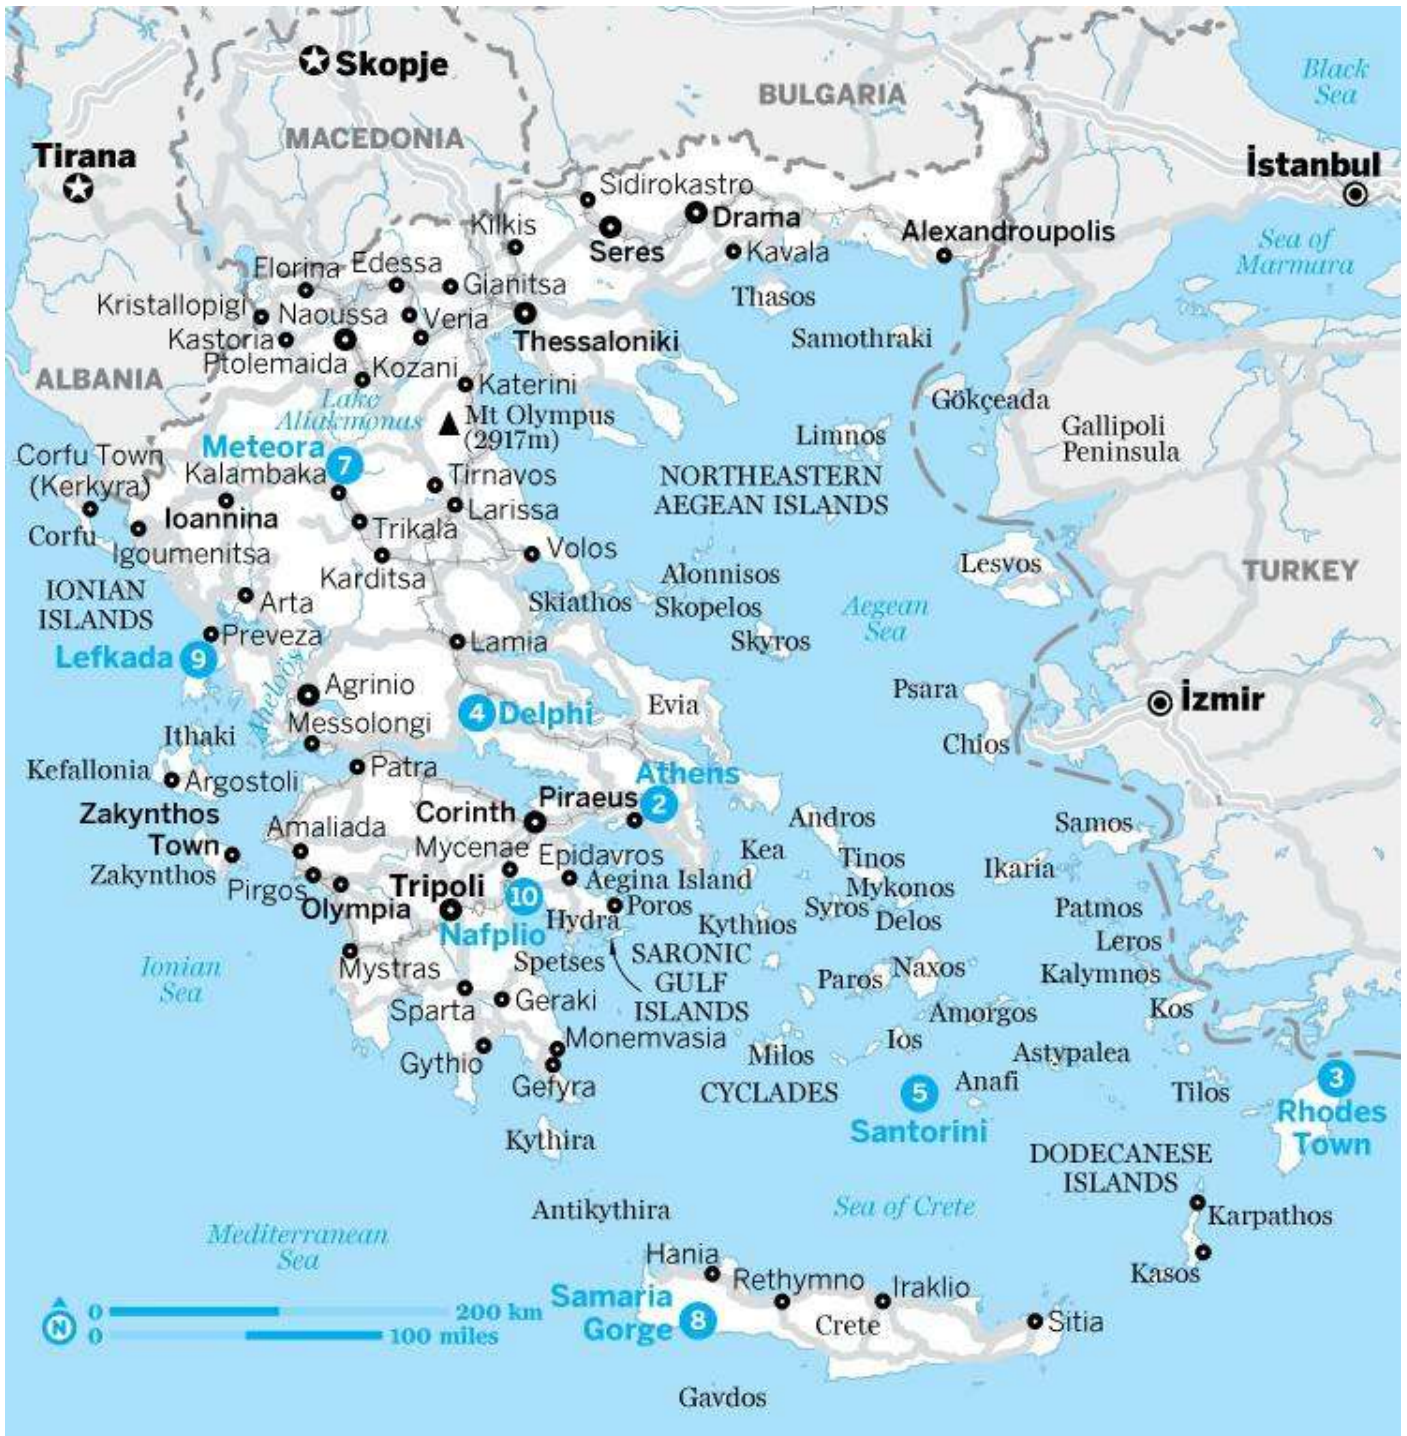 Skopje
BULGARIA
Black
Sea
MACEDONIA
Tirana
İstanbul
Sidirokastro
Drama
Kilkis
Seres
Kavala
Alexandroupolis
Sea of
Marmara
Florina
Edessa
Gianitsa
Thasos
Kristallopigi
Naoussa
Veria
Kastoria
Thessaloniki
Samothraki
Ptolemaida
Kozani
ALBANIA
Katerini
Lake
Aliakmonas
Mt Olympus
(2917m)
Gökçeada
Gallipoli
Peninsula
Limnos
Meteora
7
Corfu Town
(Kerkyra)
Kalambaka
Tirnavos
NORTHEASTERN
AEGEAN ISLANDS
Ioannina
Larissa
Trikala
Corfu
Igoumenitsa
Volos
Lesvos
TURKEY
Karditsa
Alonnisos
IONIAN
ISLANDS
Arta
Skiathos
Skopelos
Aegean
Sea
Preveza
Lamia
Skyros
Lefkada
9
Aheloös
Agrinio
Psara
İzmir
Evia
4
Delphi
Messolongi
Ithaki
Chios
Kefallonia
Argostoli
Patra
Athens
2
Piraeus
Zakynthos
Town
Corinth
Andros
Samos
Amaliada
Mycenae
Epidavros
Kea
Tinos
Ikaria
Zakynthos
Pirgos
Tripoli
Aegina Island
Mykonos
Olympia
10
Poros
Syros
Delos
Patmos
Nafplio
Hydra
Kythnos
Leros
Ionian
Sea
Mystras
Spetses
SARONIC
GULF
ISLANDS
Paros
Naxos
Kalymnos
Sparta
Geraki
Amorgos
Kos
Monemvasia
Ios
Gythio
Milos
Astypalea
Gefyra
CYCLADES
5
Anafi
Tilos
3
Rhodes
Town
Santorini
Kythira
DODECANESE
ISLANDS
Antikythira
Sea of Crete
Karpathos
Mediterranean
Sea
Hania
Kasos
Rethymno
Iraklio
Samaria
Gorge
8
Crete
Sitia
N
0 200 km
0 100 miles
Gavdos